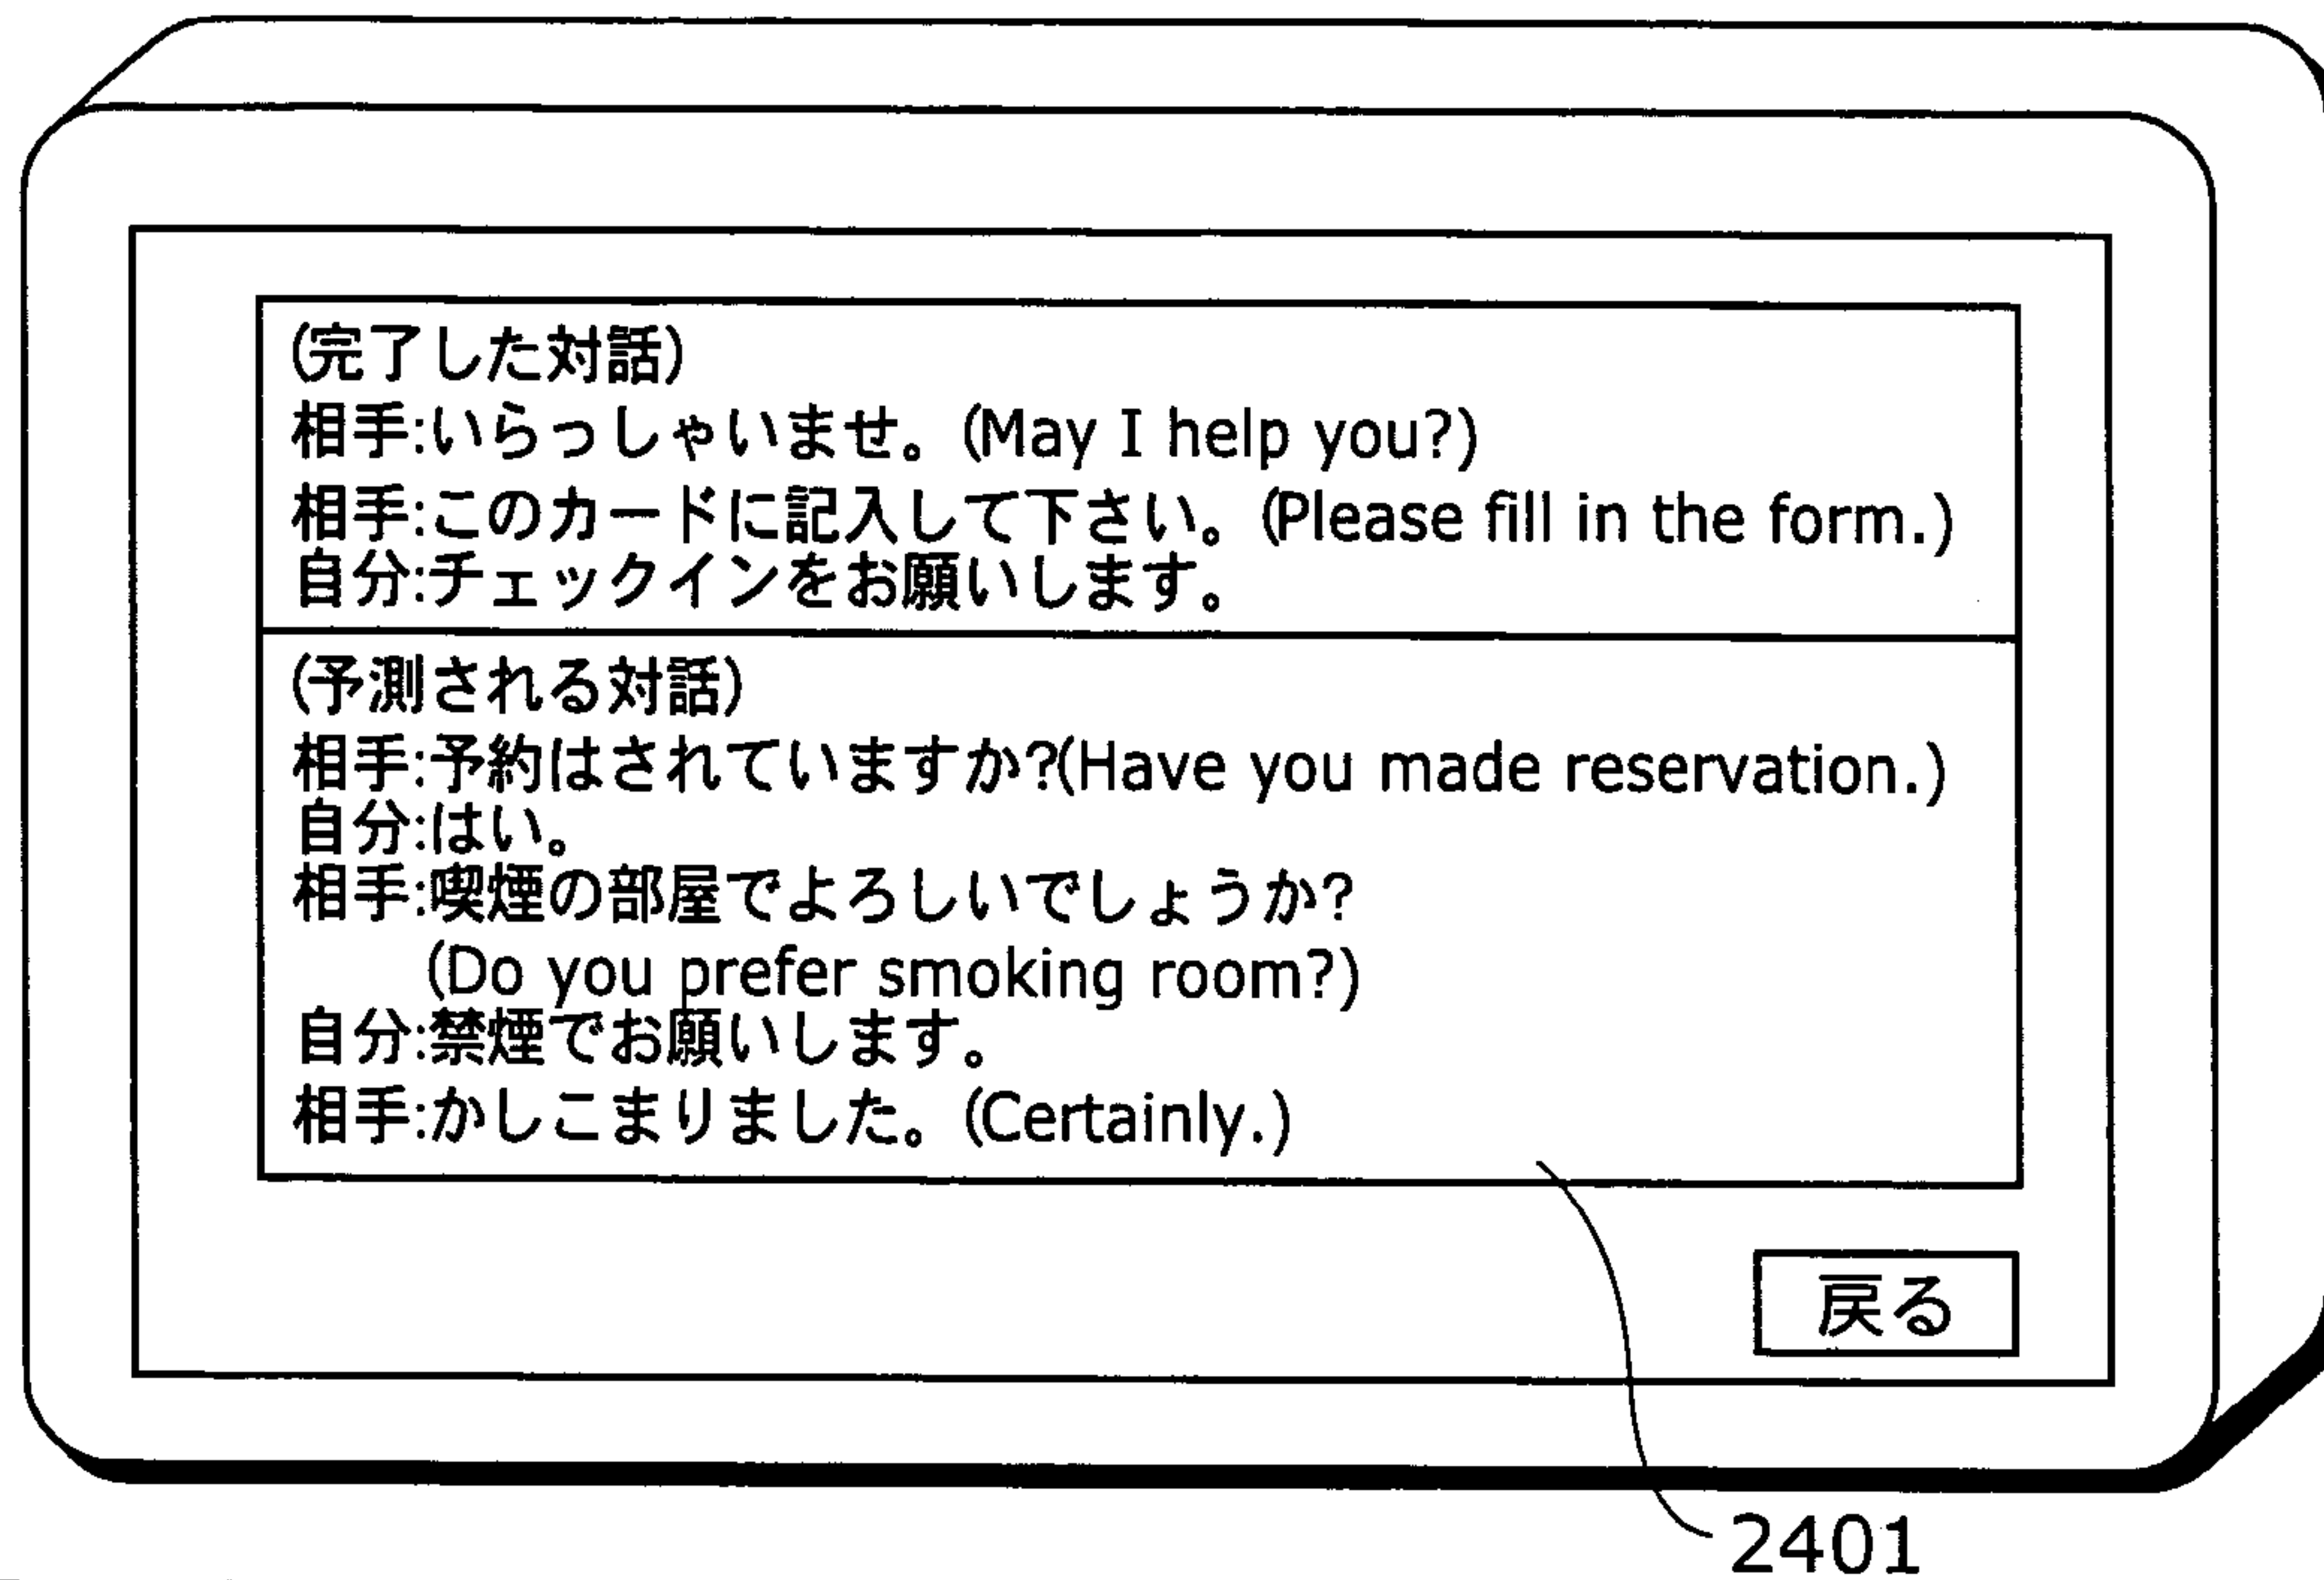 (完了した対話)
相手:いらっしゃいませ。(May I help you?)
相手:このカードに記入して下さい。(Please fill in the form.)
自分:チェックインをお願いします。
(予測される対話)
相手:予約はされていますか?(Have you made reservation.)
自分:はい。
相手:喫煙の部屋でよろしいでしょうか?
(Do you prefer smoking room?)
自分:禁煙でお願いします。
相手:かしこまりました。(Certainly.)
戻る
2401